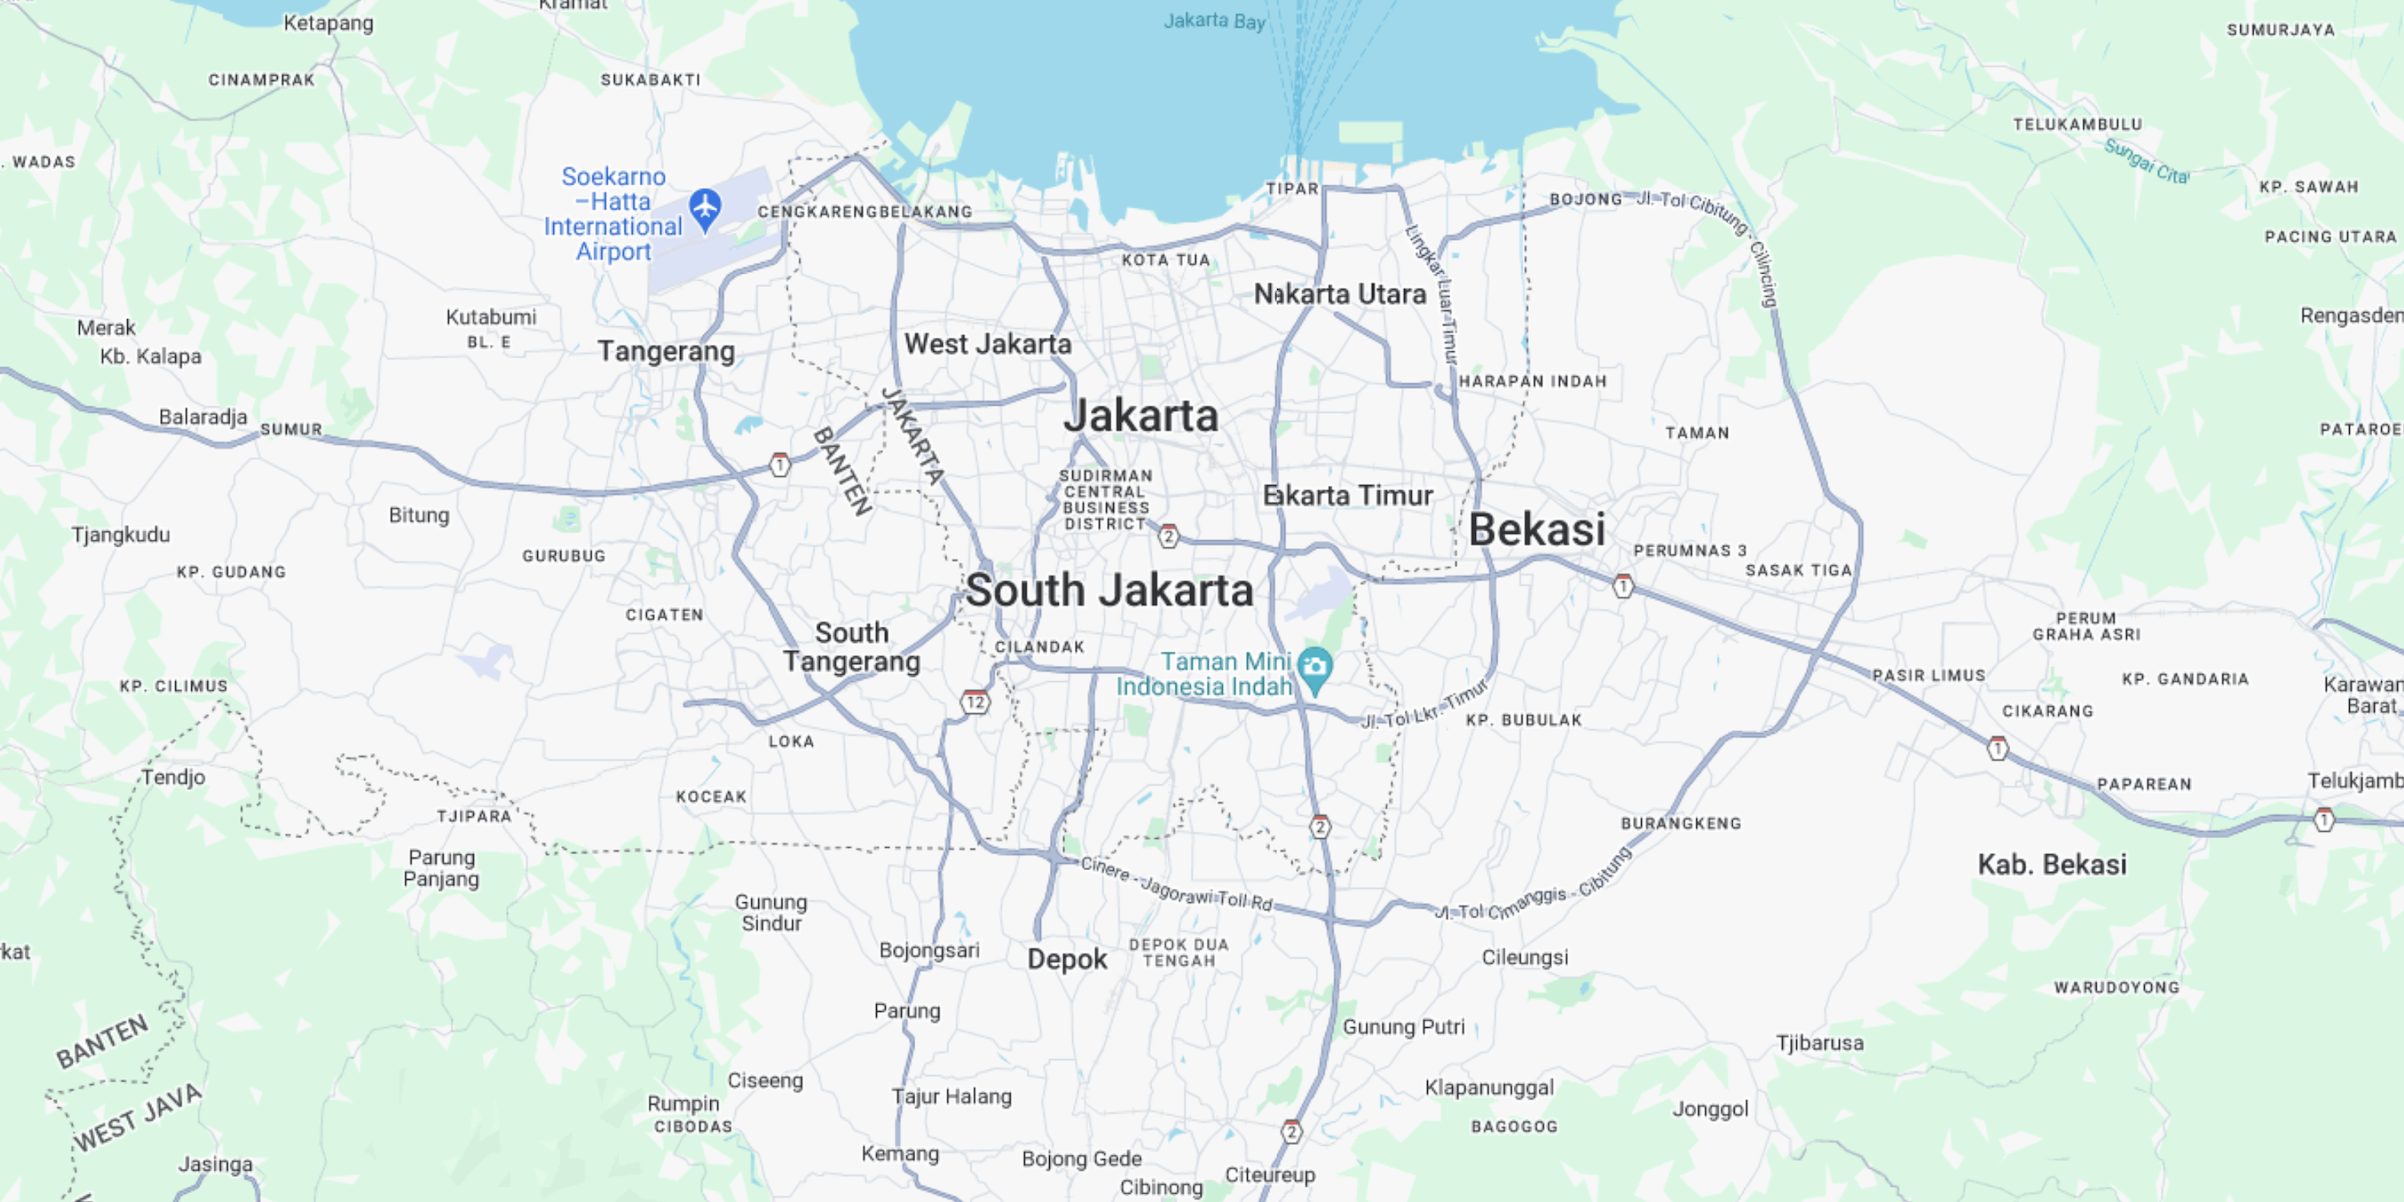 Kramat
Ketapang
Jakarta Bay
SUMURJAYA
CINAMPRAK
SUKABAKTI
TELUKAMBULU
Sungai Cita
. WADAS
Soekarno
–Hatta
International
Airport
CENGKARENGBELAKANG
TIPAR
BOJONG
Jl. Tol Cibitung - Cilincing
KP. SAWAH
PACING UTARA
KOTA TUA
Lingkar Luar Timur
Nakarta Utara
Merak
Kb. Kalapa
Kutabumi
BL. E
Tangerang
West Jakarta
Rengasden
HARAPAN INDAH
Balaradja
SUMUR
JAKARTA
BANTEN
Jakarta
TAMAN
PATAROE
1
SUDIRMAN
CENTRAL
BUSINESS
DISTRICT
Eakarta Timur
Bitung
Tjangkudu
2
Bekasi
GURUBUG
KP. GUDANG
PERUMNAS 3
SASAK TIGA
1
South Jakarta
CIGATEN
South
Tangerang
CILANDAK
PERUM
GRAHA ASRI
Taman Mini
Indonesia Indah
KP. CILIMUS
12
Jl. Tol Lkr. Timur
KP. BUBULAK
PASIR LIMUS
KP. GANDARIA
Karawan
Barat
CIKARANG
LOKA
1
Tendjo
KOCEAK
PAPAREAN
Telukjamb
TJIPARA
2
BURANGKENG
1
Parung
Panjang
Cinere - Jagorawi Toll Rd
Jl. Tol Cimanggis - Cibitung
Kab. Bekasi
Gunung
Sindur
Bojongsari
Depok
DEPOK DUA
TENGAH
Cileungsi
rkat
WARUDOYONG
Parung
Gunung Putri
BANTEN
WEST JAVA
Tjibarusa
Ciseeng
Tajur Halang
Klapanunggal
Rumpin
CIBODAS
2
BAGOGOG
Jonggol
Jasinga
Kemang
Bojong Gede
Cibinong
Citeureup